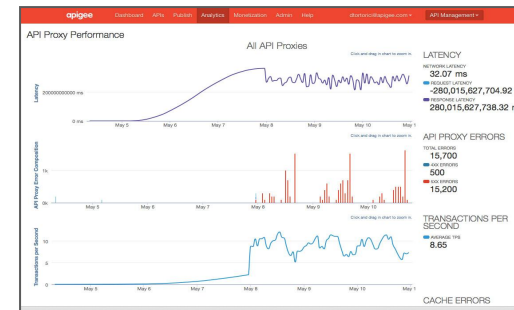 apigee Dashboard APIs Publish Analytics Monetization Admin Help dtortorici@apigee.com API Management
API Proxy Performance
All API Proxies
Click and drag in chart to zoom in.
Latency
200000000000 ms
0 ms
May 5 May 6 May 7 May 8 May 9 May 10 May 1
Click and drag in chart to zoom in.
API Proxy Error Composition
1k
0k
May 5 May 6 May 7 May 8 May 9 May 10
Click and drag in chart to zoom in.
Transactions per Second
10
5
0
May 5 May 6 May 7 May 8 May 9 May 10 May 1
LATENCY
NETWORK LATENCY
32.07 ms
REQUEST LATENCY
-280,015,627,704.92
RESPONSE LATENCY
280,015,627,738.32
API PROXY ERRORS
TOTAL ERRORS
15,700
4XX ERRORS
500
5XX ERRORS
15,200
TRANSACTIONS PER
SECOND
AVERAGE TPS
8.65
CACHE ERRORS